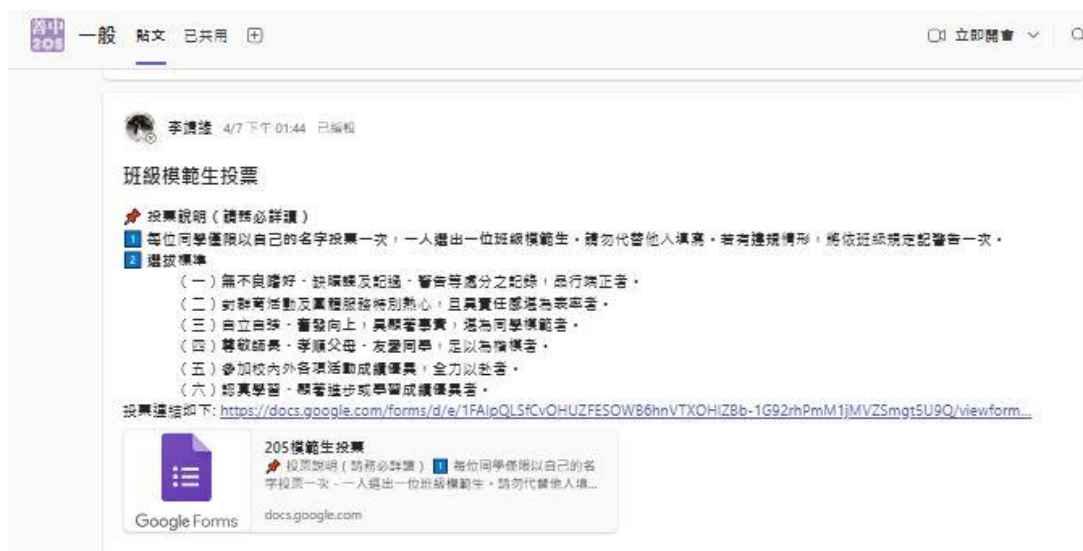 善中
205
一般 貼文 已共用
立即開會
李倩逢 4/7 下午 01:44 已編輯
班級模範生投票
📌 投票說明（請務必詳讀）
1 每位同學僅限以自己的名字投票一次，一人選出一位班級模範生。請勿代替他人填寫。若有違規情形，將依班級規定記警告一次。
2 選拔標準
（一）無不良嗜好、缺曠課及記過、警告等處分之記錄，品行端正者。
（二）對群育活動及團體服務特別熱心，且具責任感堪為表率者。
（三）自立自強、奮發向上，具顯著事實，堪為同學模範者。
（四）尊敬師長、孝順父母、友愛同學，足以為楷模者。
（五）參加校內外各項活動成績優異，全力以赴者。
（六）認真學習、顯著進步或學習成績優異者。
投票連結如下: https://docs.google.com/forms/d/e/1FAIpQLSfCvOHUZFESOWB6hnVTXOHIZBb-1G92rhPmM1jMVZSmgt5U9Q/viewform...
205模範生投票
📌 投票說明（請務必詳讀）1 每位同學僅限以自己的名
字投票一次，一人選出一位班級模範生。請勿代替他人填...
docs.google.com
Google Forms